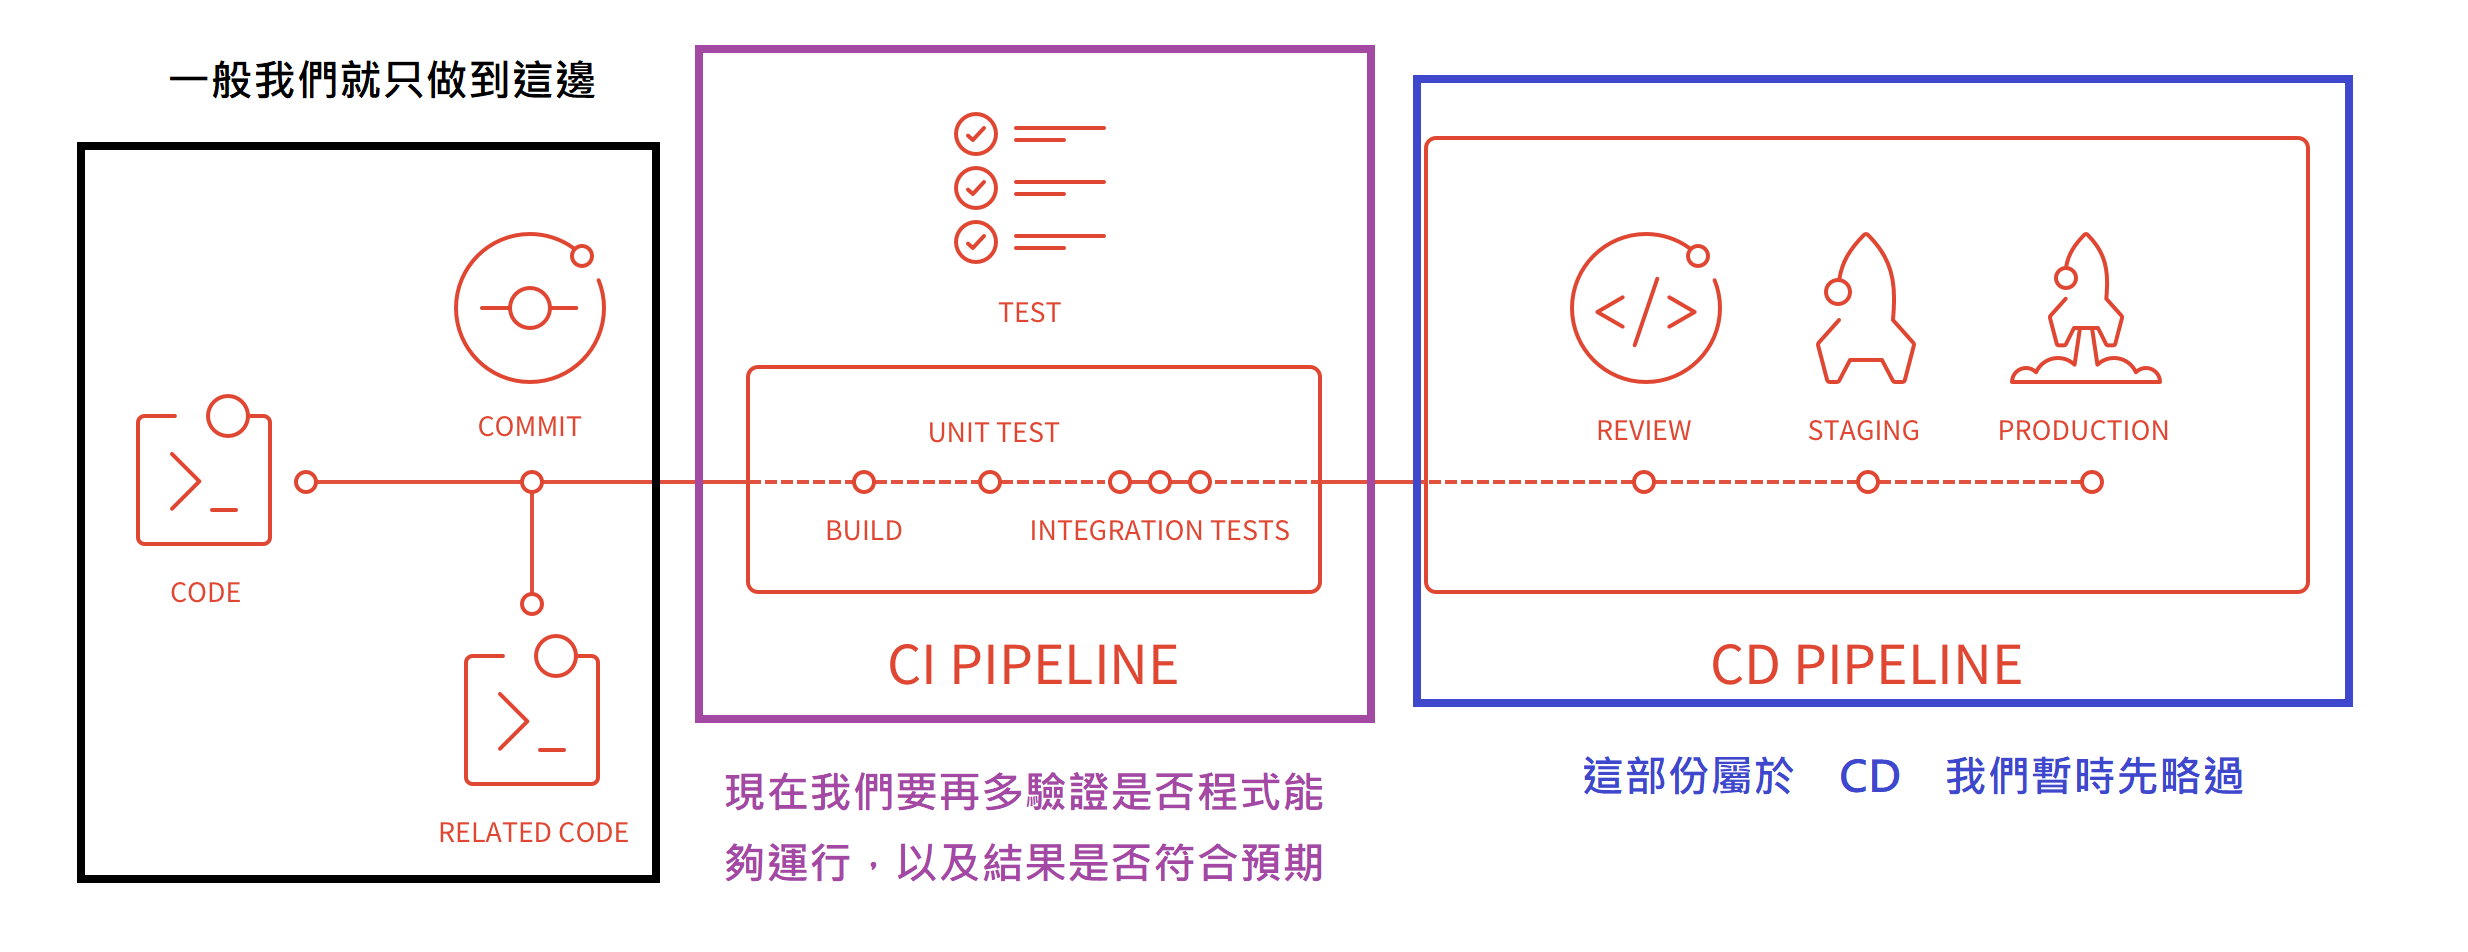 一般我們就只做到這邊
COMMIT
CODE
RELATED CODE
TEST
UNIT TEST
BUILD
INTEGRATION TESTS
CI PIPELINE
現在我們要再多驗證是否程式能
夠運行，以及結果是否符合預期
REVIEW
STAGING
PRODUCTION
CD PIPELINE
這部份屬於 CD 我們暫時先略過